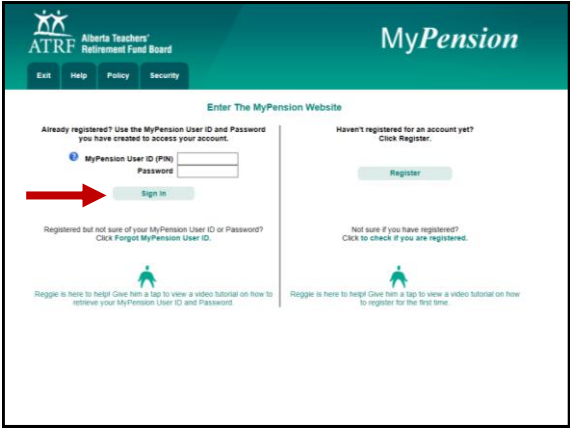 ATRF Alberta Teachers'
Retirement Fund Board
MyPension
Exit Help Policy Security
Enter The MyPension Website
Already registered? Use the MyPension User ID and Password
you have created to access your account.
? MyPension User ID (PIN)
Password
Sign In
Registered but not sure of your MyPension User ID or Password?
Click Forgot MyPension User ID.
Reggie is here to help! Give him a tap to view a video tutorial on how to
retrieve your MyPension User ID and Password.
Haven't registered for an account yet?
Click Register.
Register
Not sure if you have registered?
Click to check if you are registered.
Reggie is here to help! Give him a tap to view a video tutorial on how
to register for the first time.